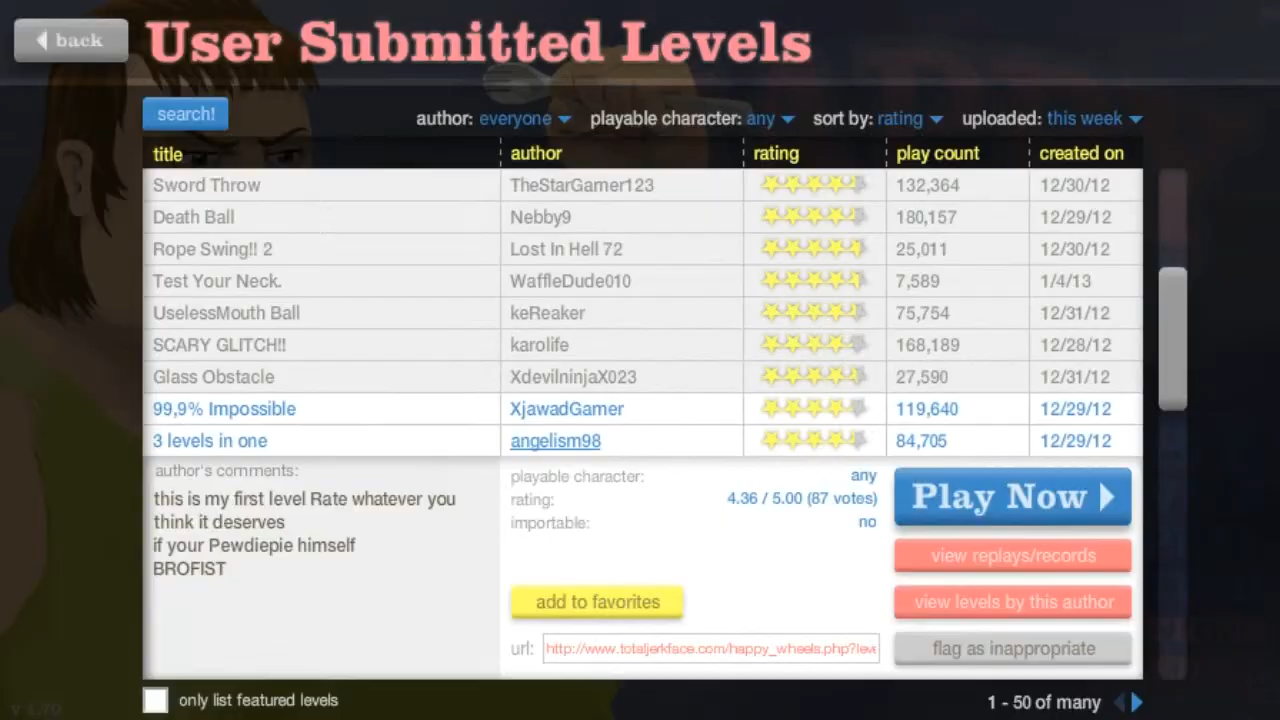 back
User Submitted Levels
search!
author: everyone playable character: any sort by: rating uploaded: this week
title author rating play count created on
Sword Throw TheStarGamer123 132,364 12/30/12
Death Ball Nebby9 180,157 12/29/12
Rope Swing!! 2 Lost In Hell 72 25,011 12/30/12
Test Your Neck. WaffleDude010 7,589 1/4/13
UselessMouth Ball keReaker 75,754 12/31/12
SCARY GLITCH!! karolife 168,189 12/28/12
Glass Obstacle XdevilninjaX023 27,590 12/31/12
99,9% Impossible XjawadGamer 119,640 12/29/12
3 levels in one angelism98 84,705 12/29/12
author's comments:
this is my first level Rate whatever you
think it deserves
if your Pewdiepie himself
BROFIST
playable character: any
rating: 4.36 / 5.00 (87 votes)
importable: no
add to favorites
url: http://www.totaljerkface.com/happy_wheels.php?leve
Play Now
view replays/records
view levels by this author
flag as inappropriate
only list featured levels
1 - 50 of many
v 1.70